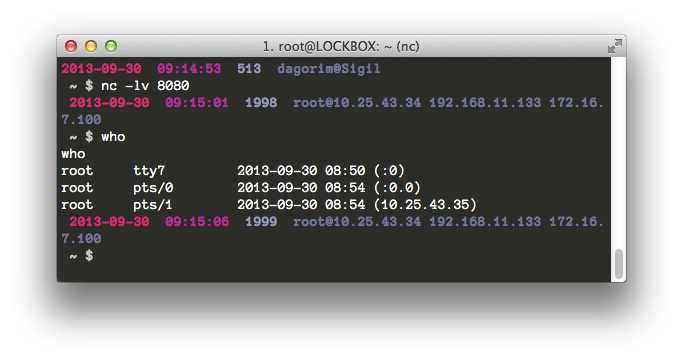 1. root@LOCKBOX: ~ (nc)
2013-09-30 09:14:53 513 dagorim@Sigil
~ $ nc -lv 8080
2013-09-30 09:15:01 1998 root@10.25.43.34 192.168.11.133 172.16.
7.100
~ $ who
who
root tty7 2013-09-30 08:50 (:0)
root pts/0 2013-09-30 08:54 (:0.0)
root pts/1 2013-09-30 08:54 (10.25.43.35)
2013-09-30 09:15:06 1999 root@10.25.43.34 192.168.11.133 172.16.
7.100
~ $